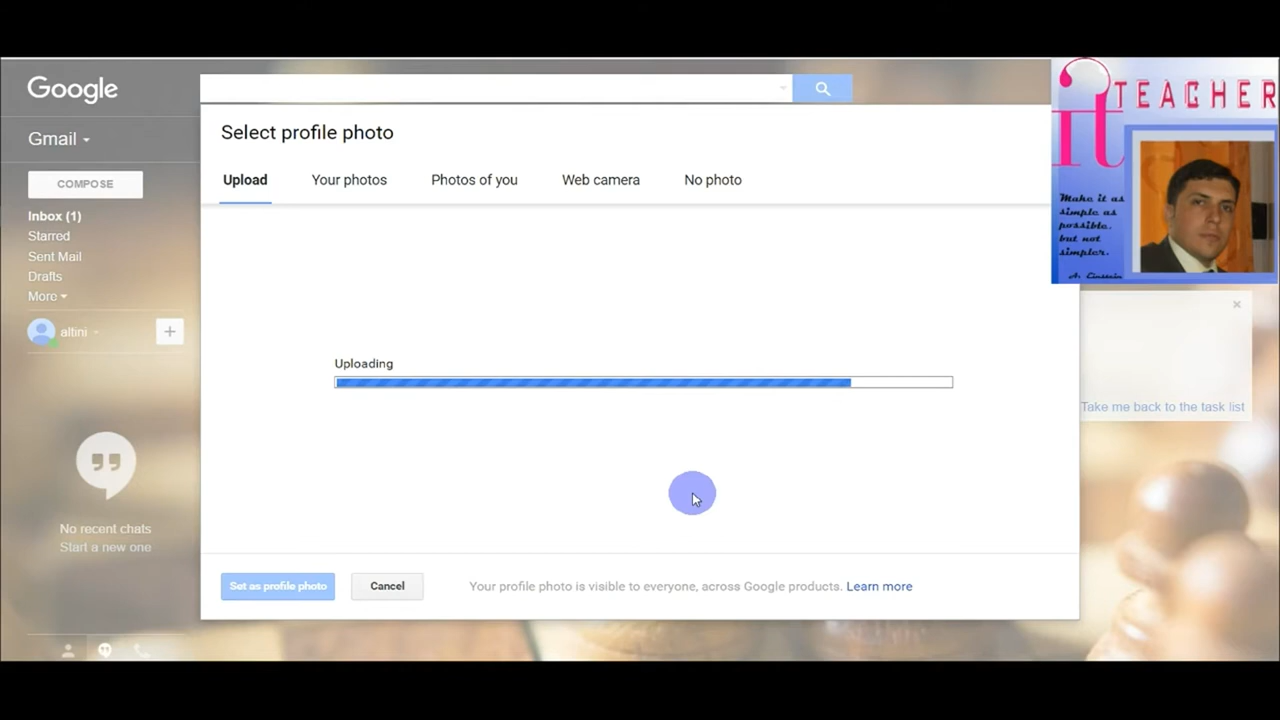 Google
Gmail
COMPOSE
Inbox (1)
Starred
Sent Mail
Drafts
More
altini
No recent chats
Start a new one
Select profile photo
Upload Your photos Photos of you Web camera No photo
Uploading
Set as profile photo Cancel Your profile photo is visible to everyone, across Google products. Learn more
it TEACHER
Make it as
simple as
possible,
but not
simpler.
A. Einstein
Take me back to the task list